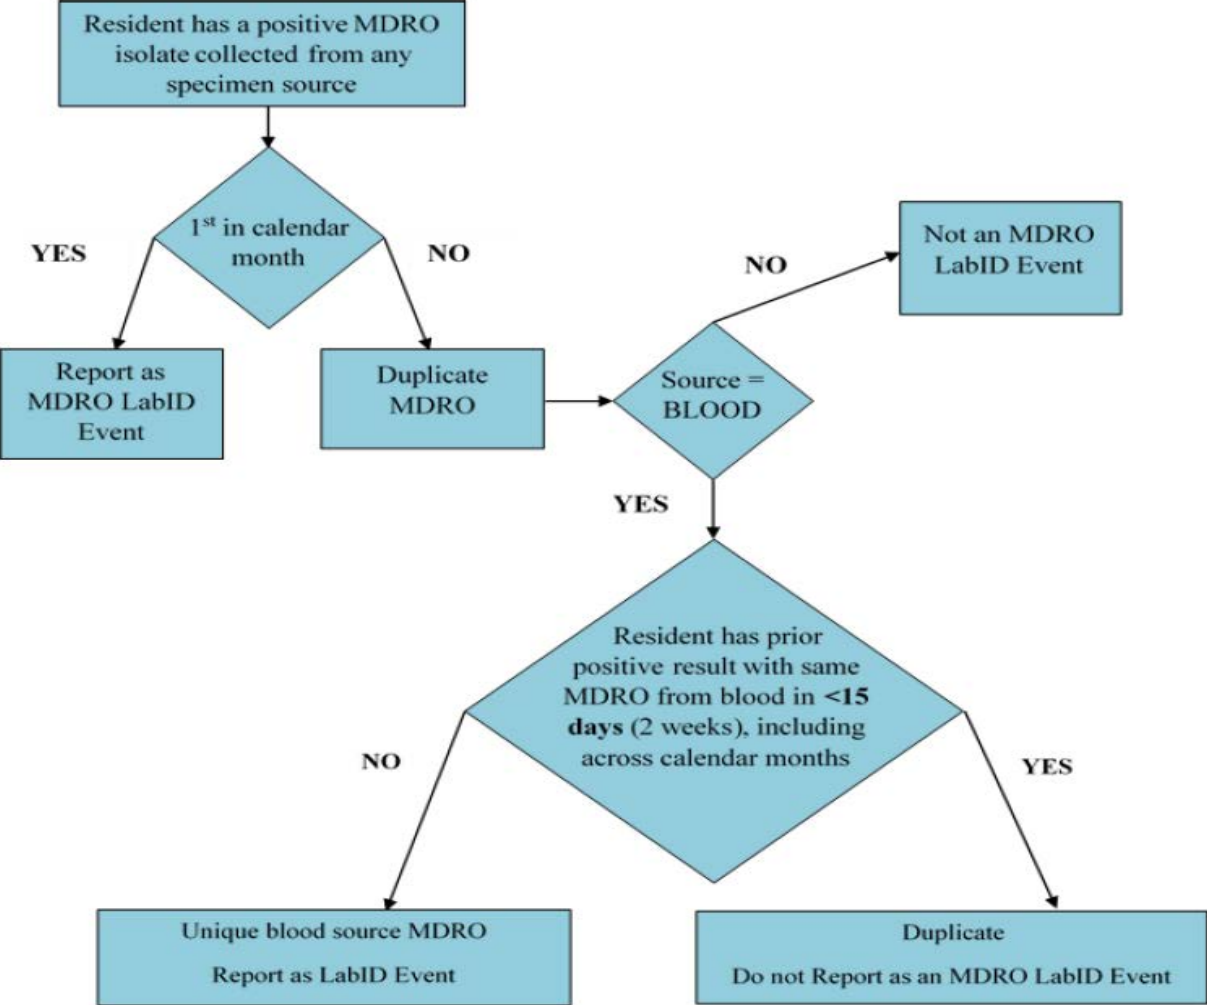 Resident has a positive MDRO
isolate collected from any
specimen source
1st in calendar
month
YES
NO
Report as
MDRO LabID
Event
Duplicate
MDRO
Source =
BLOOD
NO
Not an MDRO
LabID Event
YES
Resident has prior
positive result with same
MDRO from blood in <15
days (2 weeks), including
across calendar months
NO
YES
Unique blood source MDRO
Report as LabID Event
Duplicate
Do not Report as an MDRO LabID Event